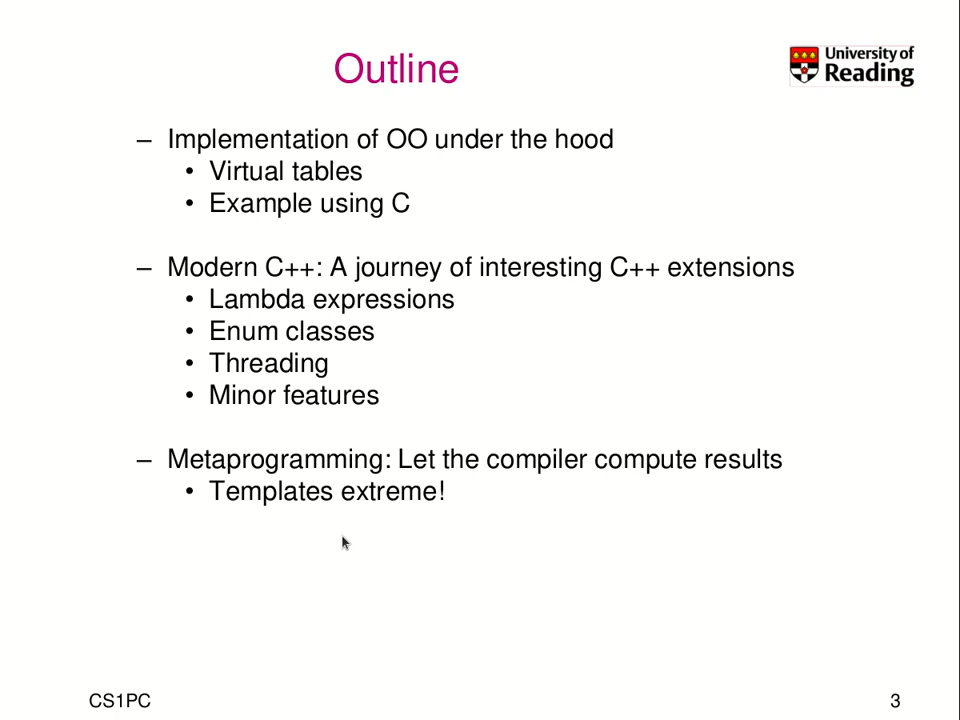 Outline
University of
Reading
– Implementation of OO under the hood
• Virtual tables
• Example using C
– Modern C++: A journey of interesting C++ extensions
• Lambda expressions
• Enum classes
• Threading
• Minor features
– Metaprogramming: Let the compiler compute results
• Templates extreme!
CS1PC
3